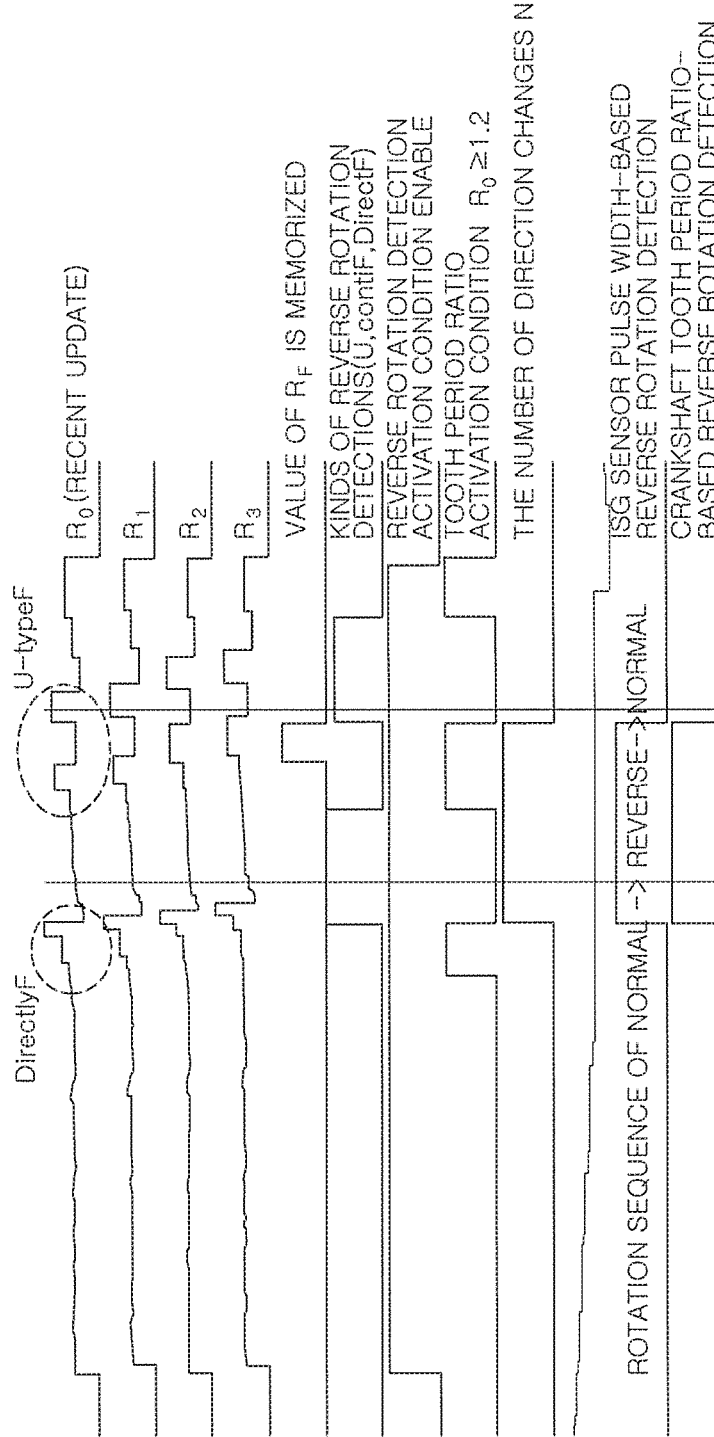 DirectlyF
U-typeF
R₀(RECENT UPDATE)
R₁
R₂
R₃
VALUE OF R_F IS MEMORIZED
KINDS OF REVERSE ROTATION
DETECTIONS(U,contiF,DirectF)
REVERSE ROTATION DETECTION
ACTIVATION CONDITION ENABLE
TOOTH PERIOD RATIO
ACTIVATION CONDITION R₀ ≥1.2
THE NUMBER OF DIRECTION CHANGES N
ISG SENSOR PULSE WIDTH-BASED
REVERSE ROTATION DETECTION
ROTATION SEQUENCE OF NORMAL -> REVERSE->NORMAL
CRANKSHAFT TOOTH PERIOD RATIO-
BASED REVERSE ROTATION DETECTION